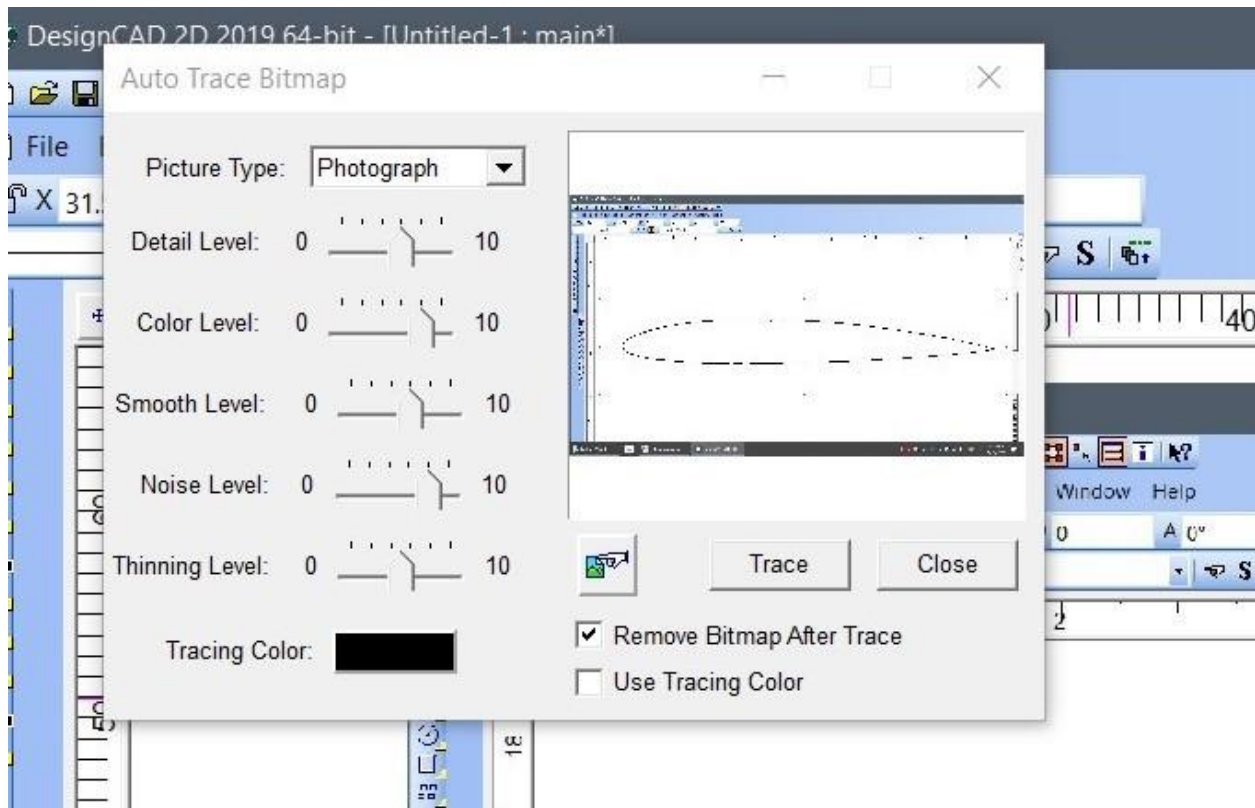 DesignCAD 2D 2019 64-bit - [Untitled-1 : main*]
Auto Trace Bitmap
File
X 31.
Picture Type: Photograph
Detail Level: 0 10
Color Level: 0 10
Smooth Level: 0 10
Noise Level: 0 10
Thinning Level: 0 10
Tracing Color:
Trace
Close
Remove Bitmap After Trace
Use Tracing Color
S
40
Window Help
0 A 0°
S
2
50
18